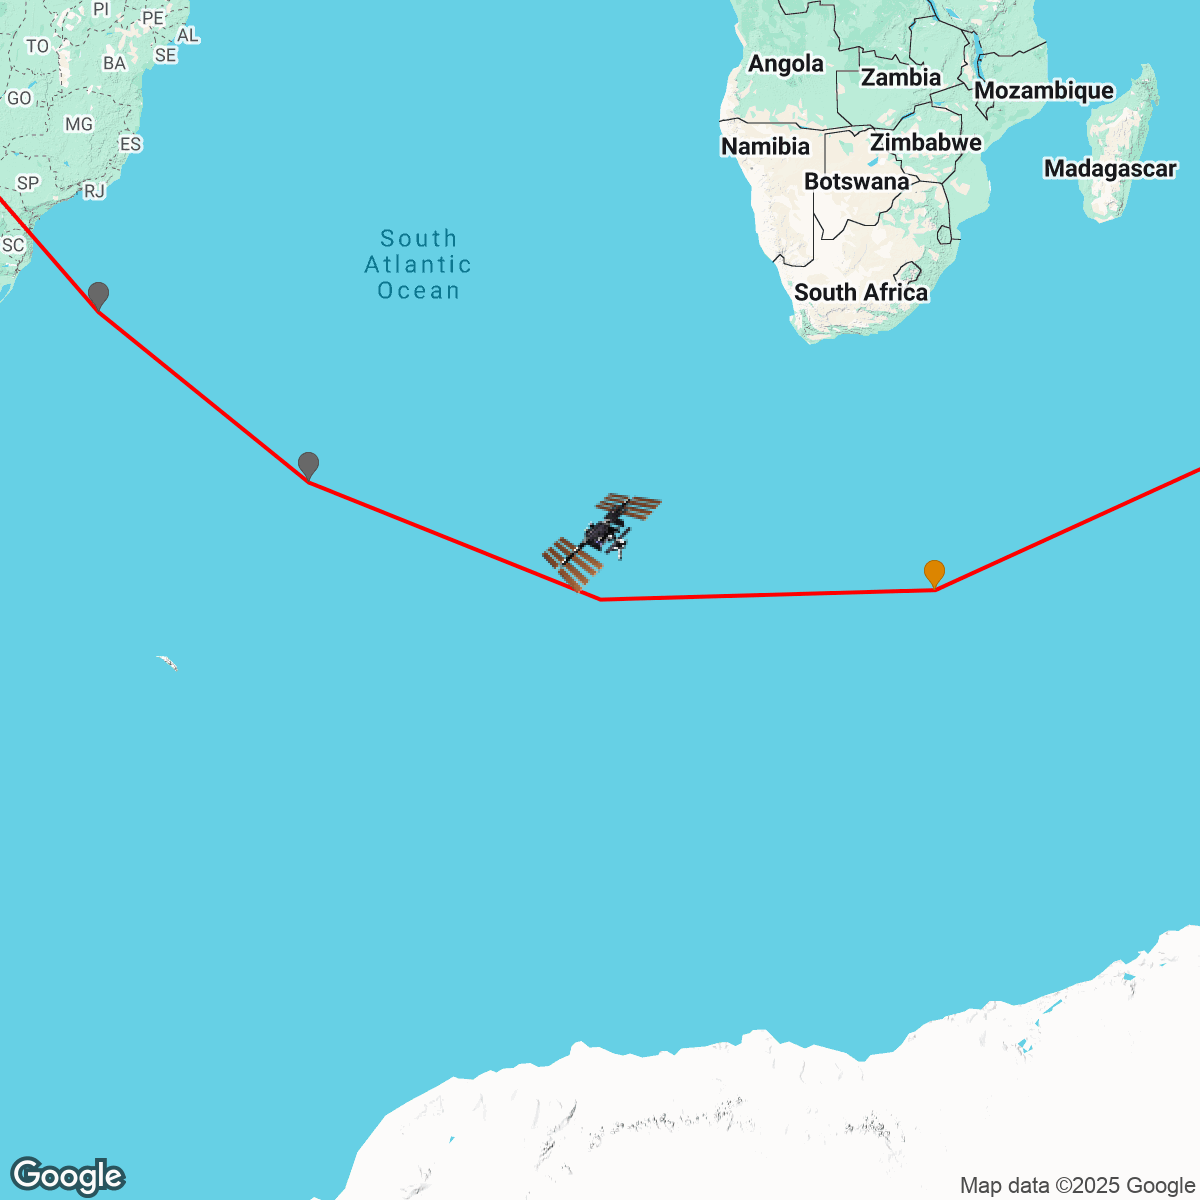 PI
PE
AL
TO
SE
BA
GO
MG
ES
SP
RJ
SC
Angola
Zambia
Mozambique
Namibia
Zimbabwe
Botswana
Madagascar
South
Atlantic
Ocean
South Africa
Google
Map data ©2025 Google